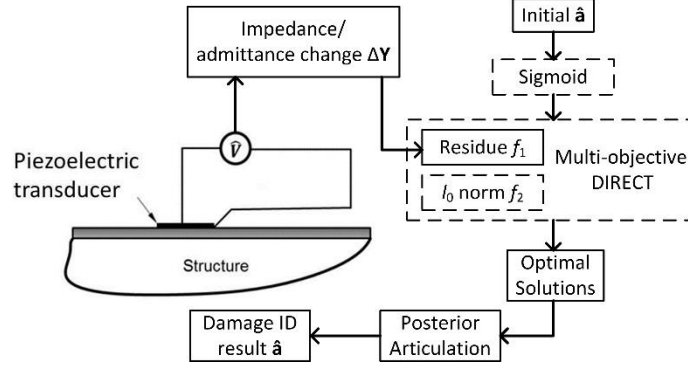 Impedance/
admittance change ΔY
Initial â
Sigmoid
Residue f₁
l₀ norm f₂
Multi-objective
DIRECT
V̂
Piezoelectric
transducer
Structure
Optimal
Solutions
Posterior
Articulation
Damage ID
result â